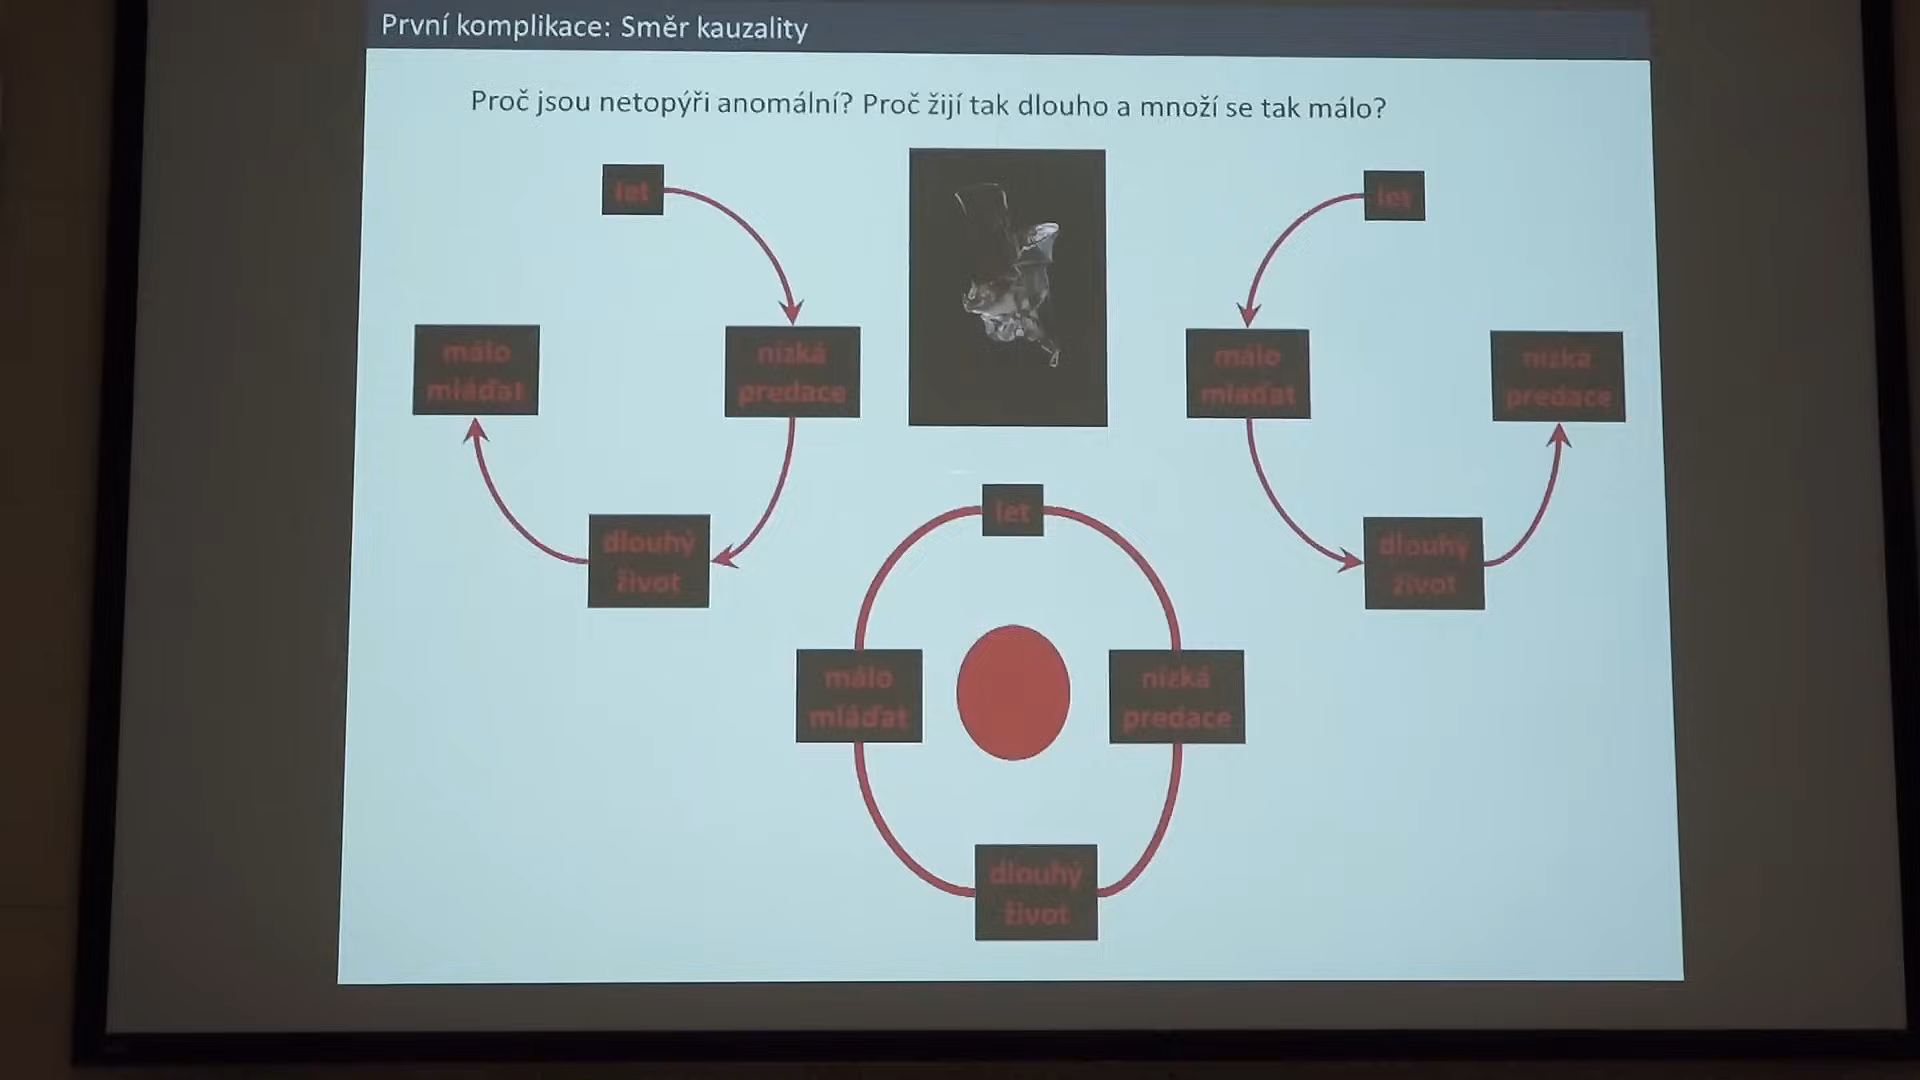 První komplikace: Směr kauzality
Proč jsou netopýři anomální? Proč žijí tak dlouho a množí se tak málo?
let
nízká
predace
dlouhý
život
málo
mláďat
let
málo
mláďat
dlouhý
život
nízká
predace
let
málo
mláďat
nízká
predace
dlouhý
život